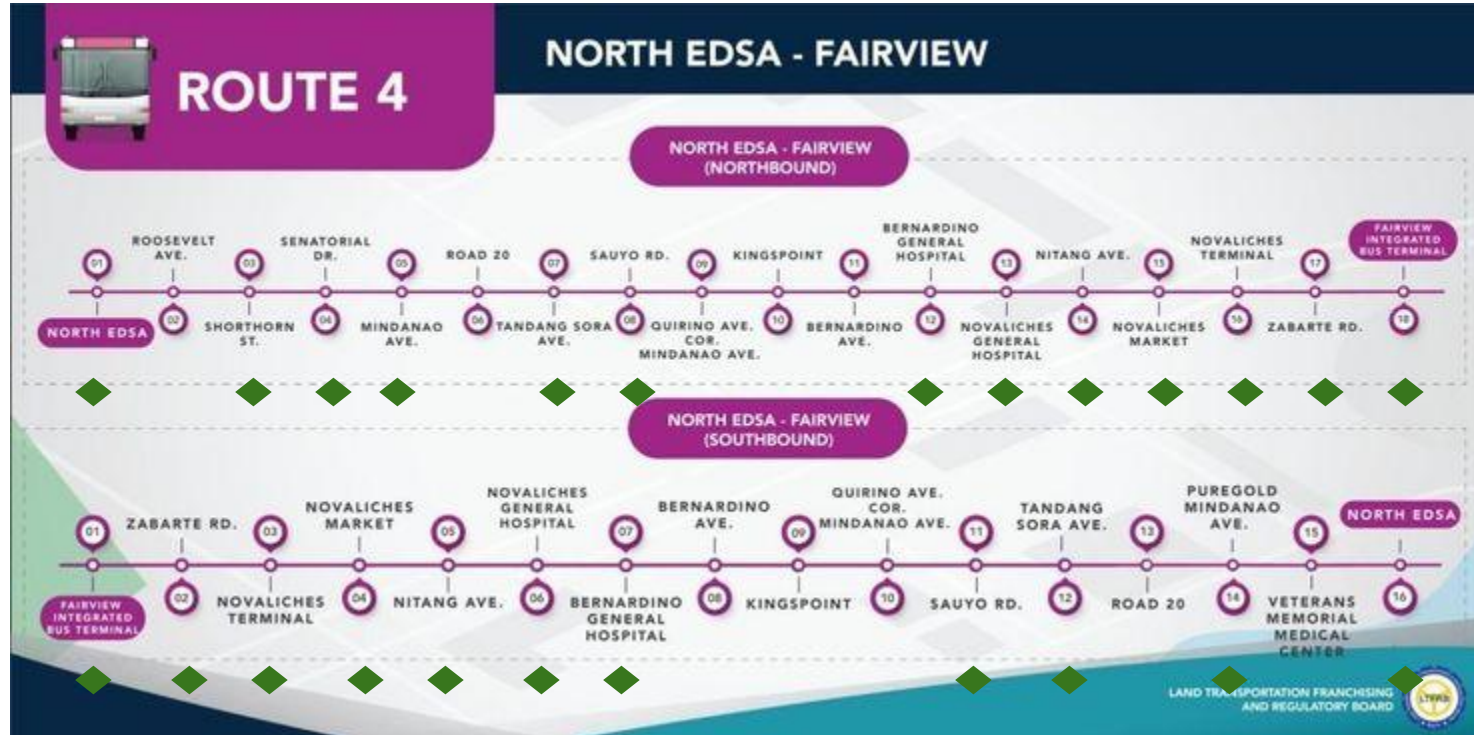 ROUTE 4
NORTH EDSA - FAIRVIEW
NORTH EDSA - FAIRVIEW
(NORTHBOUND)
01
NORTH EDSA
ROOSEVELT
AVE.
02
03
SHORTHORN
ST.
SENATORIAL
DR.
04
05
MINDANAO
AVE.
ROAD 20
06
07
TANDANG SORA
AVE.
SAUYO RD.
08
09
QUIRINO AVE.
COR.
MINDANAO AVE.
KINGSPOINT
10
11
BERNARDINO
AVE.
BERNARDINO
GENERAL
HOSPITAL
12
13
NOVALICHES
GENERAL
HOSPITAL
NITANG AVE.
14
15
NOVALICHES
MARKET
NOVALICHES
TERMINAL
16
17
ZABARTE RD.
FAIRVIEW
INTEGRATED
BUS TERMINAL
18
NORTH EDSA - FAIRVIEW
(SOUTHBOUND)
01
FAIRVIEW
INTEGRATED
BUS TERMINAL
ZABARTE RD.
02
03
NOVALICHES
TERMINAL
NOVALICHES
MARKET
04
05
NITANG AVE.
NOVALICHES
GENERAL
HOSPITAL
06
07
BERNARDINO
GENERAL
HOSPITAL
BERNARDINO
AVE.
08
09
KINGSPOINT
QUIRINO AVE.
COR.
MINDANAO AVE.
10
11
SAUYO RD.
TANDANG
SORA AVE.
12
13
ROAD 20
PUREGOLD
MINDANAO
AVE.
14
15
VETERANS
MEMORIAL
MEDICAL
CENTER
NORTH EDSA
16
LAND TRANSPORTATION FRANCHISING
AND REGULATORY BOARD
LTFRB